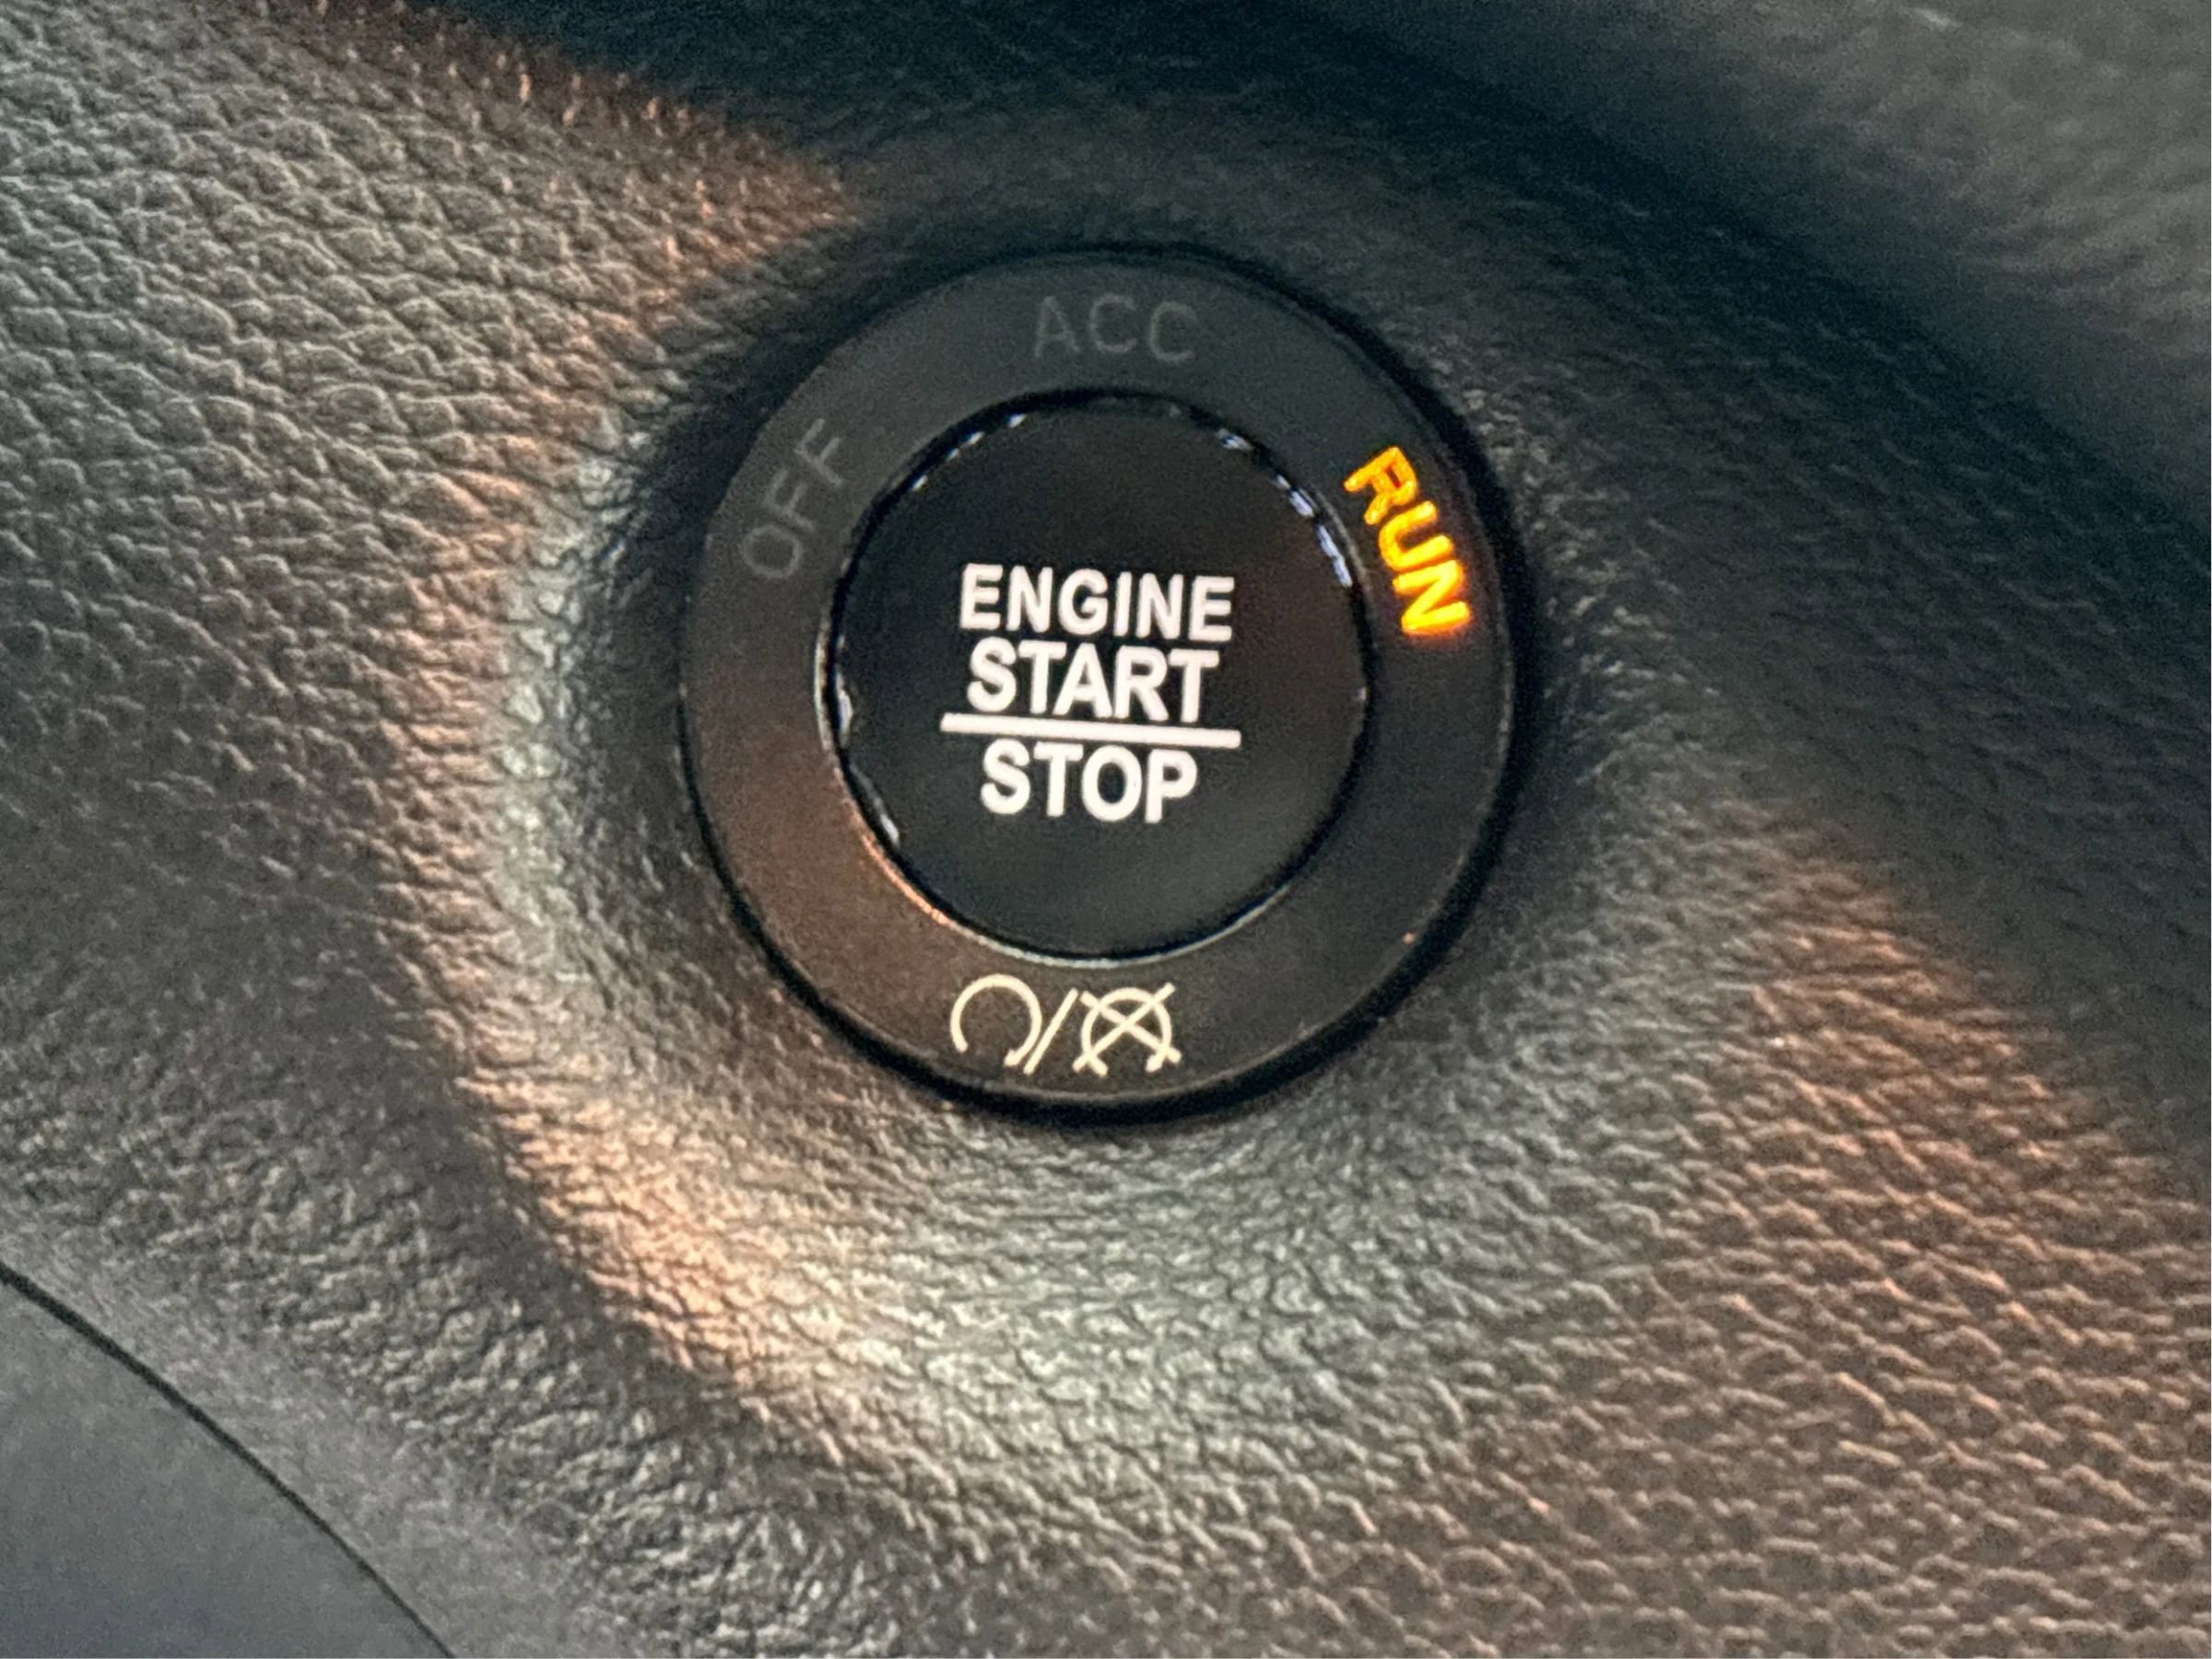 ACC
OFF
RUN
ENGINE
START
STOP